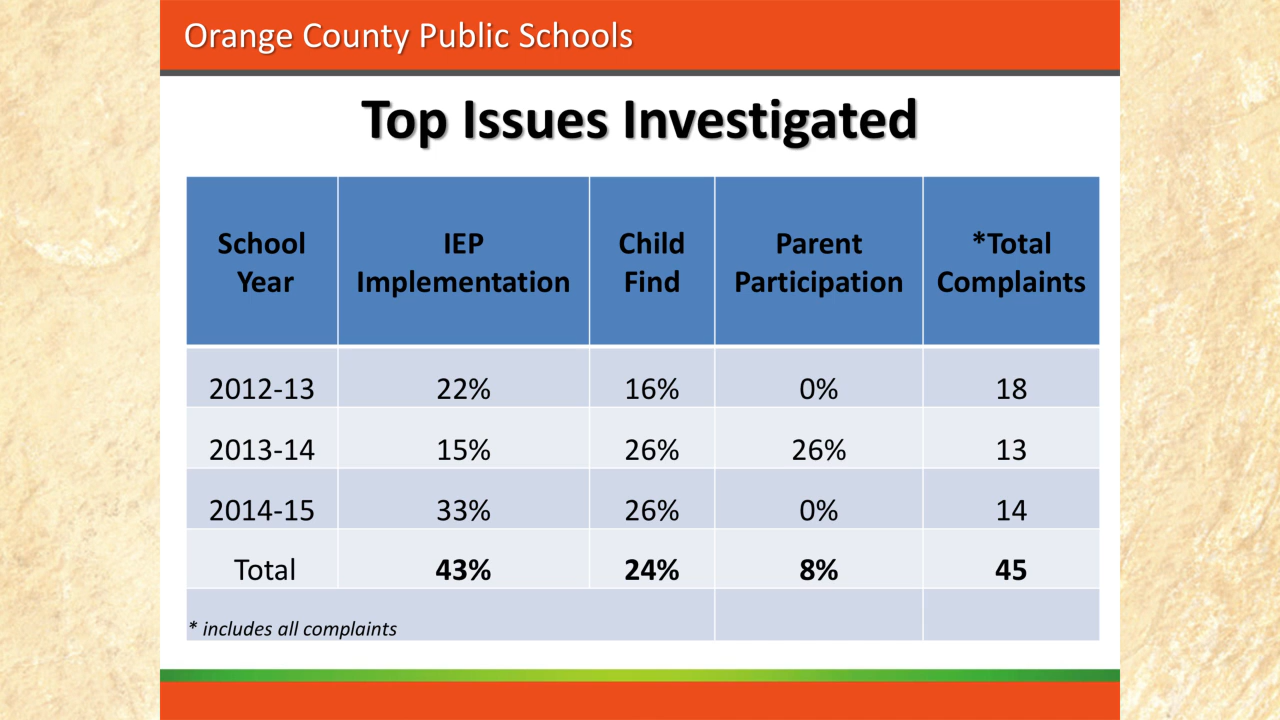 Orange County Public Schools
Top Issues Investigated
School Year IEP Implementation Child Find Parent Participation *Total Complaints
2012-13 22% 16% 0% 18
2013-14 15% 26% 26% 13
2014-15 33% 26% 0% 14
Total 43% 24% 8% 45
* includes all complaints